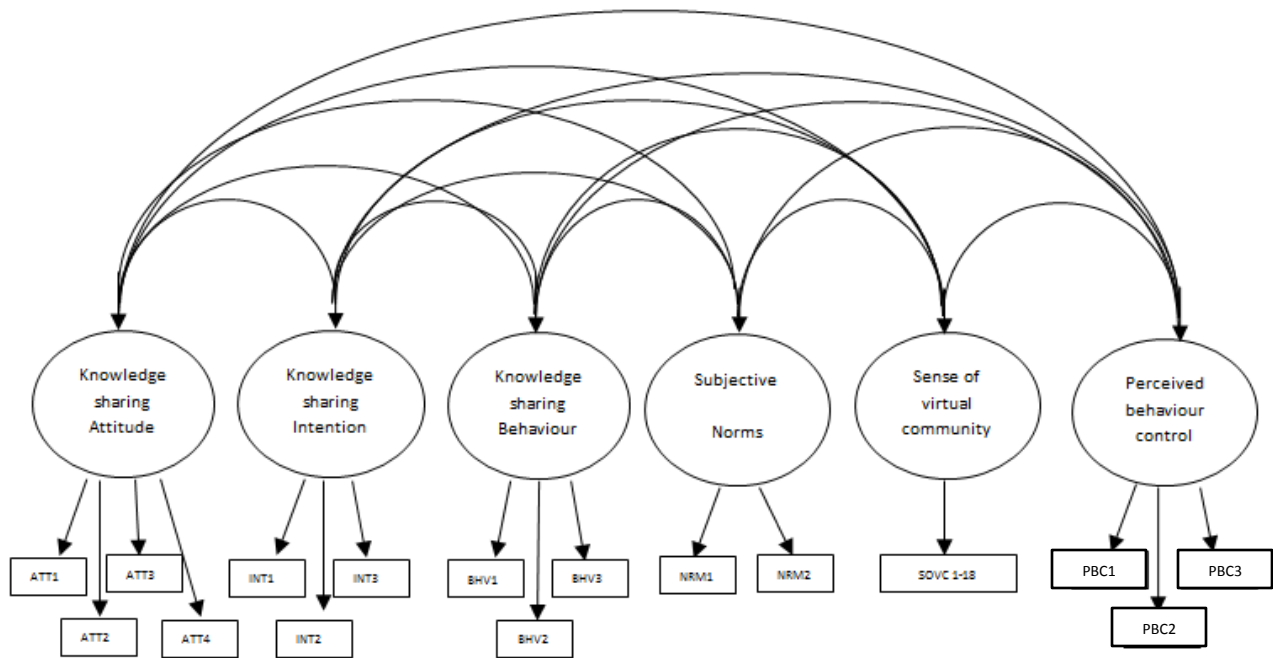 Knowledge
sharing
Attitude
Knowledge
sharing
Intention
Knowledge
sharing
Behaviour
Subjective
Norms
Sense of
virtual
community
Perceived
behaviour
control
ATT1
ATT3
ATT2
ATT4
INT1
INT3
INT2
BHV1
BHV3
BHV2
NRM1
NRM2
SOVC 1-18
PBC1
PBC3
PBC2